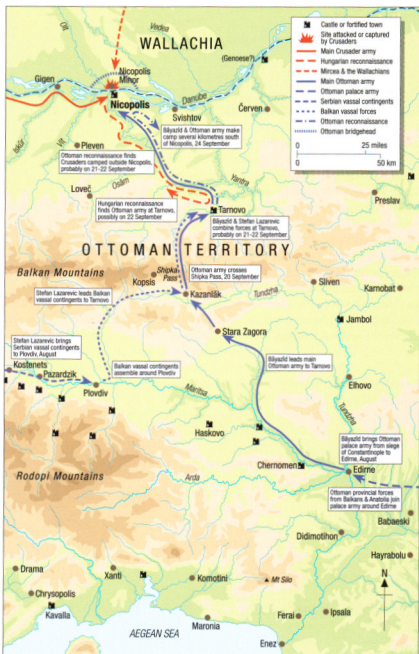 Olt
Vedea
WALLACHIA
(Genoese?)
Gigen
Nicopolis
Minor
Nicopolis
Danube
Svishtov
Červen
Iskŭr
Vit
Pleven
Bâyazîd & Ottoman army make
camp several kilometres south
of Nicopolis, 24 September
Ottoman reconnaissance finds
Crusaders camped outside Nicopolis,
probably on 21-22 September
Yantra
Loveč
Osâm
Hungarian reconnaissance
finds Ottoman army at Tarnovo,
possibly on 22 September
Tarnovo
Preslav
Bâyazîd & Stefan Lazarevic
combine forces at Tarnovo,
probably on 21-22 September
OTTOMAN TERRITORY
Balkan Mountains
Shipka
Pass
Kopsis
Ottoman army crosses
Shipka Pass, 20 September
Kazanlâk
Tundzha
Sliven
Karnobat
Stefan Lazarevic leads Balkan
vassal contingents to Tarnovo
Stara Zagora
Jambol
Stefan Lazarevic brings
Serbian vassal contingents
to Plovdiv, August
Kostenets
Pazardzik
Balkan vassal contingents
assemble around Plovdiv
Bâyazîd leads main
Ottoman army to Tarnovo
Plovdiv
Maritsa
Elhovo
Tundzha
Haskovo
Bâyazîd brings Ottoman
palace army from siege
of Constantinople to
Edirne, August
Chernomen
Edirne
Rodopi Mountains
Arda
Ottoman provincial forces
from Balkans & Anatolia join
palace army around Edirne
Babaeski
Didimotihon
Hayrabolu
Drama
Xanti
Komotini
Mt Silo
N
Chrysopolis
Kavalla
Maronia
Ferai
Ipsala
AEGEAN SEA
Enez
Castle or fortified town
Site attacked or captured
by Crusaders
Main Crusader army
Hungarian reconnaissance
Mircea & the Wallachians
Main Ottoman army
Ottoman palace army
Serbian vassal contingents
Balkan vassal forces
Ottoman reconnaissance
Ottoman bridgehead
0 25 miles
0 50 km